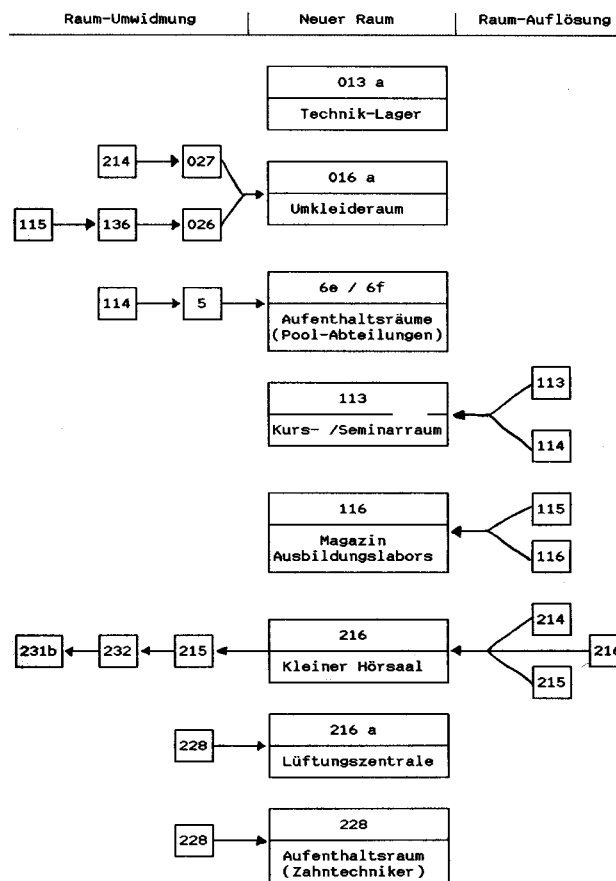 Raum-Umwidmung Neuer Raum Raum-Auflösung
013 a
Technik-Lager
214 027
016 a
Umkleideraum
115 136 026
6e / 6f
114 5
Aufenthaltsräume
(Pool-Abteilungen)
113
113
Kurs- /Seminarraum
114
116
115
Magazin
Ausbildungslabors
116
214
216
231b 232 215
Kleiner Hörsaal
216
215
216 a
228
Lüftungszentrale
228
228
Aufenthaltsraum
(Zahntechniker)